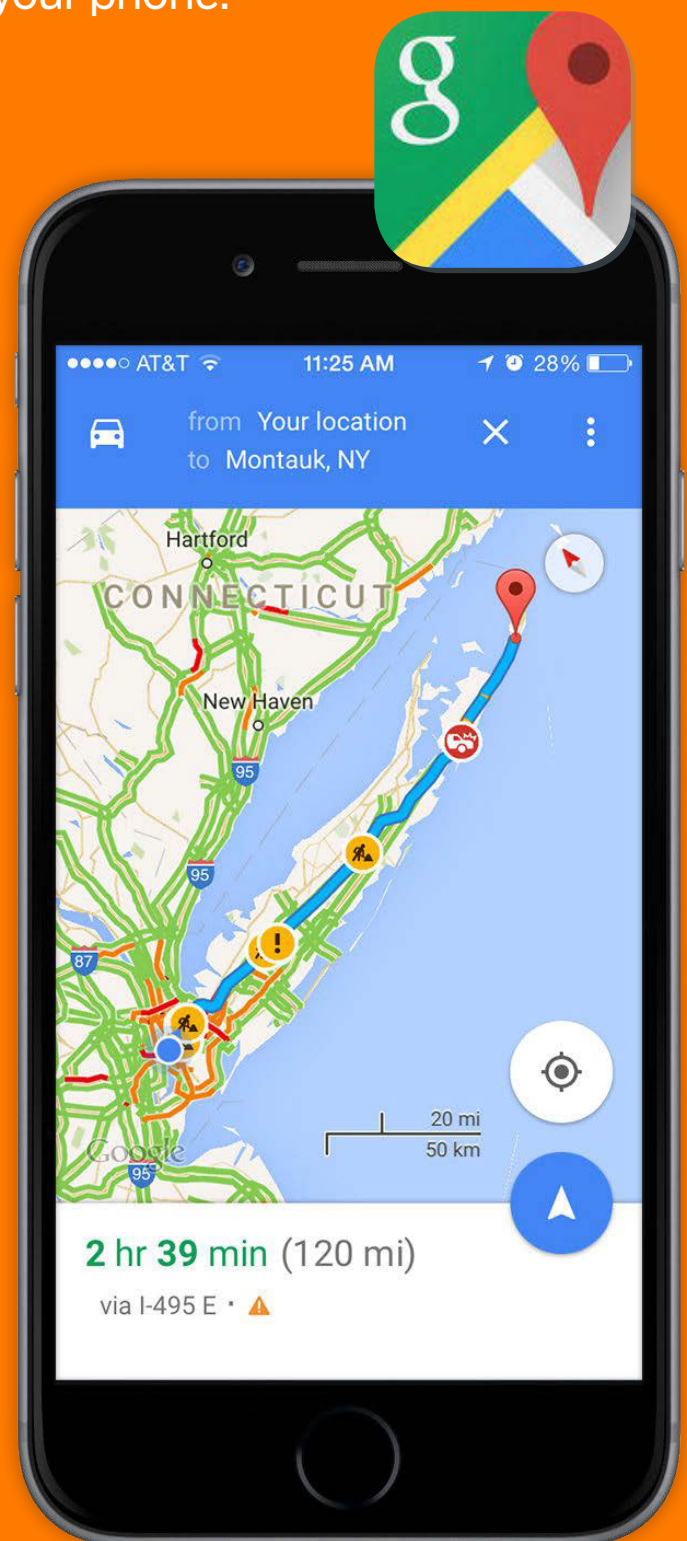 your phone.
g
AT&T 11:25 AM 28%
from Your location
to Montauk, NY
Hartford
CONNECTICUT
New Haven
95
95
87
20 mi
50 km
Google
95
2 hr 39 min (120 mi)
via I-495 E ·